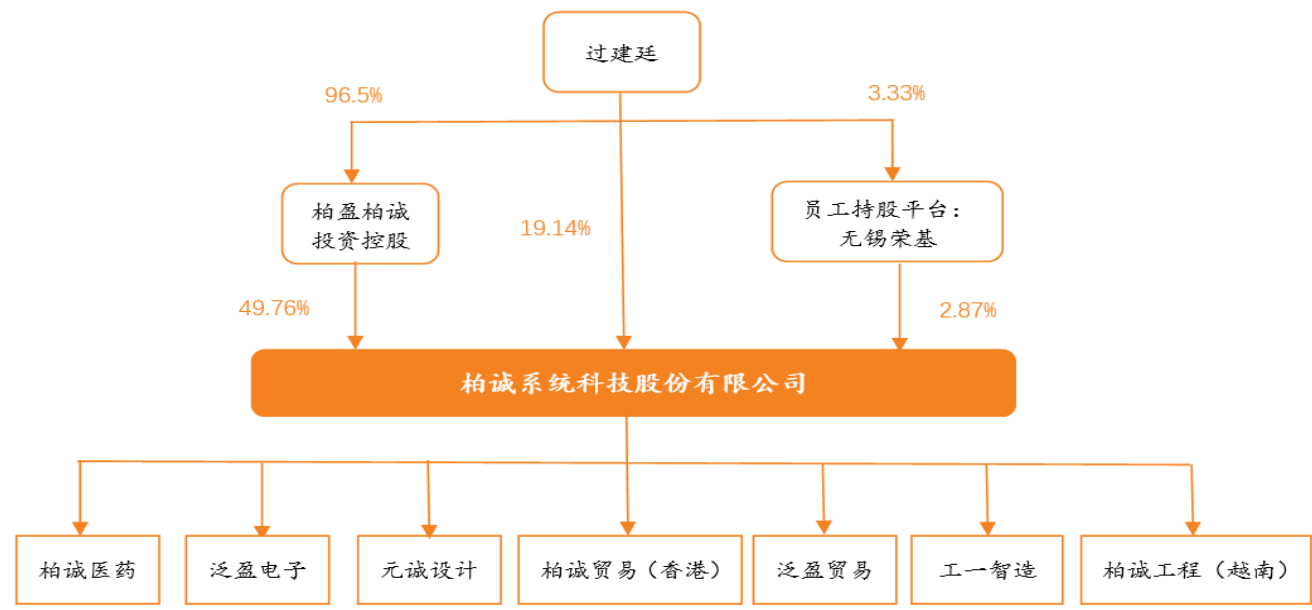 过建廷
96.5%
3.33%
柏盈柏诚
投资控股
19.14%
员工持股平台：
无锡荣基
49.76%
2.87%
柏诚系统科技股份有限公司
柏诚医药
泛盈电子
元诚设计
柏诚贸易（香港）
泛盈贸易
工一智造
柏诚工程（越南）